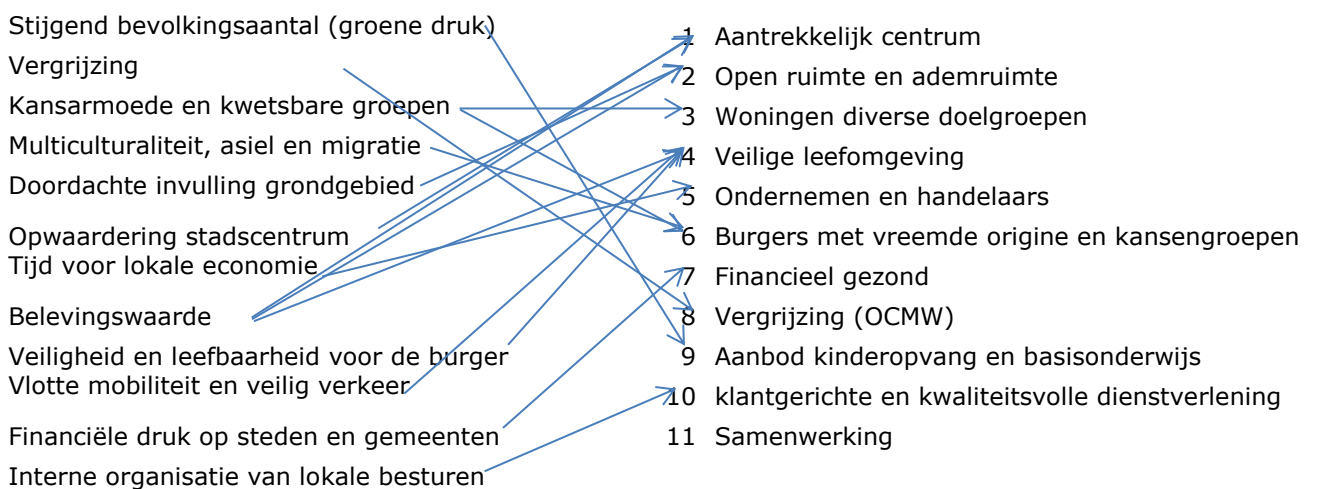 Stijgend bevolkingsaantal (groene druk)
Vergrijzing
Kansarmoede en kwetsbare groepen
Multiculturaliteit, asiel en migratie
Doordachte invulling grondgebied
Opwaardering stadscentrum
Tijd voor lokale economie
Belevingswaarde
Veiligheid en leefbaarheid voor de burger
Vlotte mobiliteit en veilig verkeer
Financiële druk op steden en gemeenten
Interne organisatie van lokale besturen
1 Aantrekkelijk centrum
2 Open ruimte en ademruimte
3 Woningen diverse doelgroepen
4 Veilige leefomgeving
5 Ondernemen en handelaars
6 Burgers met vreemde origine en kansengroepen
7 Financieel gezond
8 Vergrijzing (OCMW)
9 Aanbod kinderopvang en basisonderwijs
10 klantgerichte en kwaliteitsvolle dienstverlening
11 Samenwerking